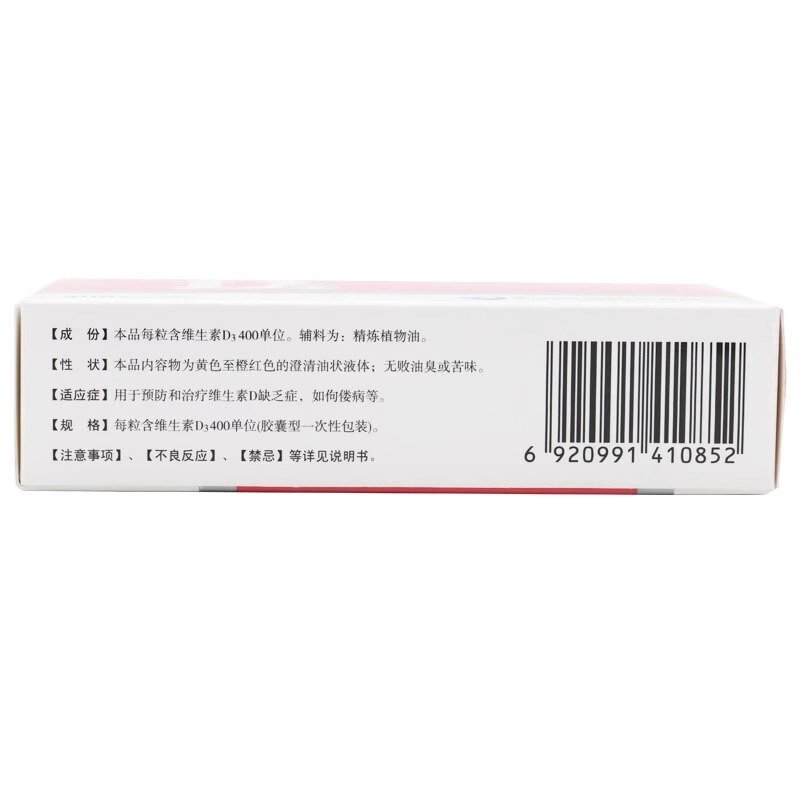 【成 份】本品每粒含维生素D₃400单位。辅料为：精炼植物油。
【性 状】本品内容物为黄色至橙红色的澄清油状液体；无败油臭或苦味。
【适应症】用于预防和治疗维生素D缺乏症，如佝偻病等。
【规 格】每粒含维生素D₃400单位(胶囊型一次性包装)。
【注意事项】、【不良反应】、【禁忌】等详见说明书。
6 920991 410852